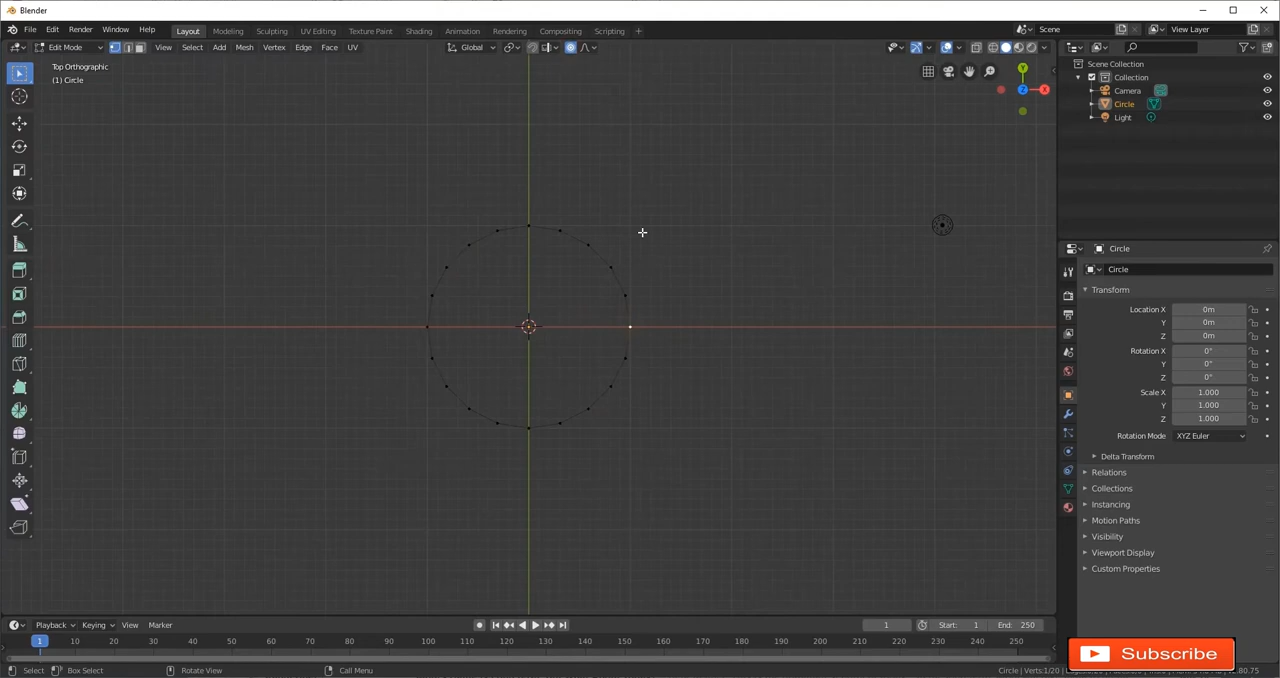 Blender
File Edit Render Window Help Layout Modeling Sculpting UV Editing Texture Paint Shading Animation Rendering Compositing Scripting + Scene View Layer
Edit Mode View Select Add Mesh Vertex Edge Face UV Global
Top Orthographic
(1) Circle
Y
Z
X
Scene Collection
Collection
Camera
Circle
Light
Circle
Circle
Transform
Location X 0m
Y 0m
Z 0m
Rotation X 0°
Y 0°
Z 0°
Scale X 1.000
Y 1.000
Z 1.000
Rotation Mode XYZ Euler
Delta Transform
Relations
Collections
Instancing
Motion Paths
Visibility
Viewport Display
Custom Properties
Playback Keying View Marker 1 Start: 1 End: 250
1 10 20 30 40 50 60 70 80 90 100 110 120 130 140 150 160 170 180 190 200 210 220 230 240 250
Subscribe
Select Box Select Rotate View Call Menu Circle | Verts:1/20